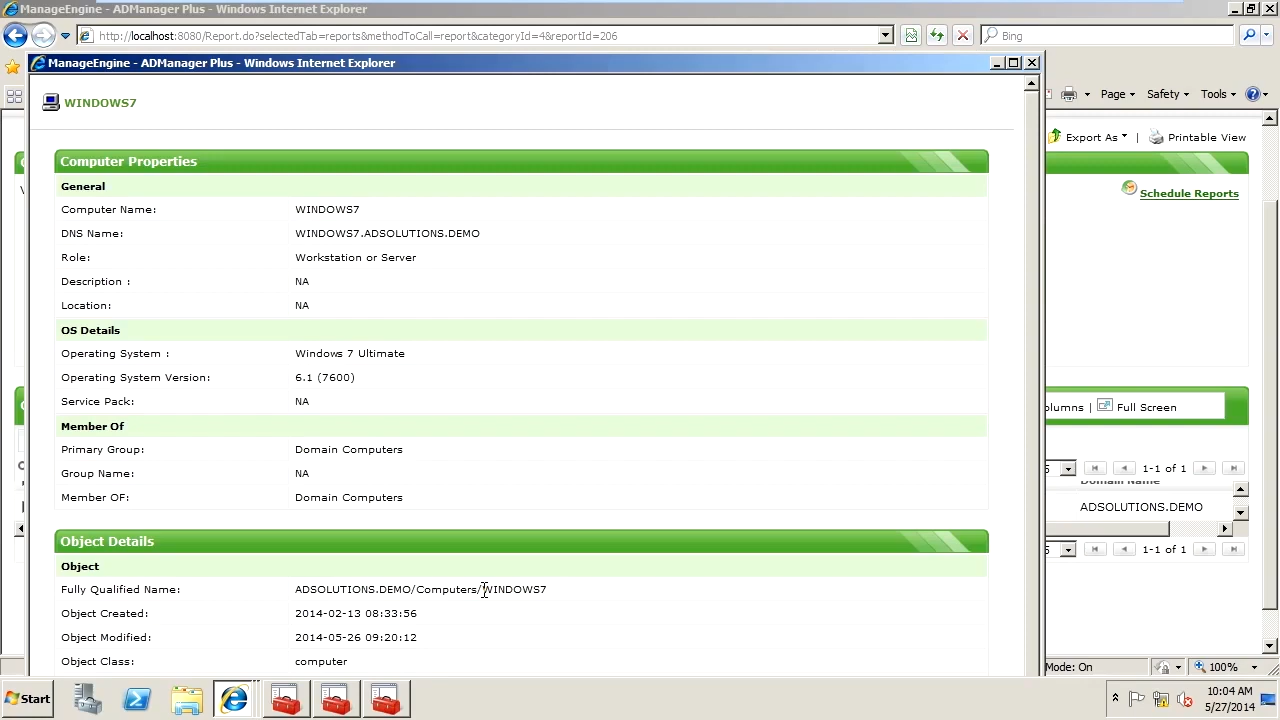 ManageEngine - ADManager Plus - Windows Internet Explorer
http://localhost:8080/Report.do?selectedTab=reports&methodToCall=report&categoryId=4&reportId=206
Bing
ManageEngine - ADManager Plus - Windows Internet Explorer
Page
Safety
Tools
WINDOWS7
Export As | Printable View
Schedule Reports
Computer Properties
General
Computer Name: WINDOWS7
DNS Name: WINDOWS7.ADSOLUTIONS.DEMO
Role: Workstation or Server
Description : NA
Location: NA
OS Details
Operating System : Windows 7 Ultimate
Operating System Version: 6.1 (7600)
Service Pack: NA
Full Screen
Member Of
Primary Group: Domain Computers
Group Name: NA
1-1 of 1
Domain Name
Member OF: Domain Computers
ADSOLUTIONS.DEMO
Object Details
1-1 of 1
Object
Fully Qualified Name: ADSOLUTIONS.DEMO/Computers/WINDOWS7
Object Created: 2014-02-13 08:33:56
Object Modified: 2014-05-26 09:20:12
Object Class: computer
Mode: On
100%
Start
10:04 AM
5/27/2014